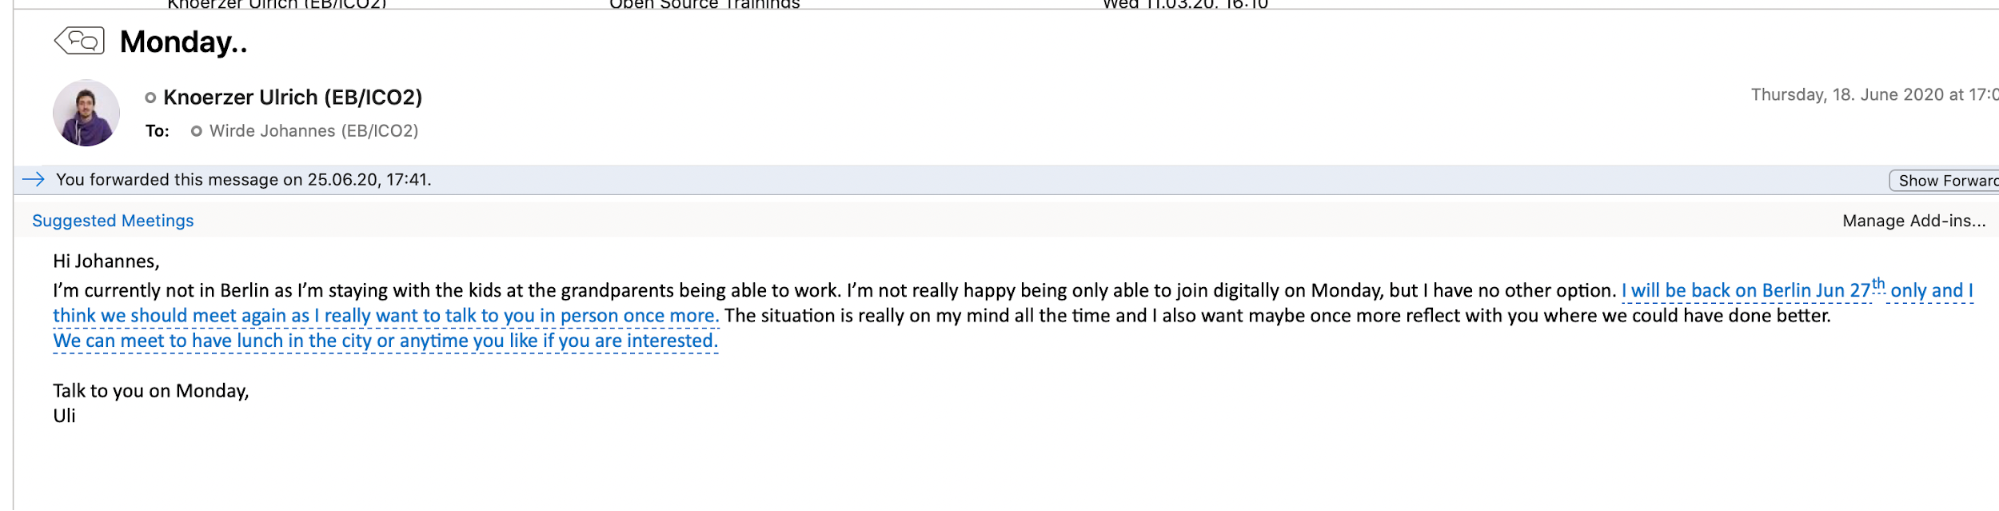 Knoerzer Ulrich (EB/ICO2) Open Source Trainings Wed 11.03.20, 16:10
Monday..
Knoerzer Ulrich (EB/ICO2)
Thursday, 18. June 2020 at 17:0
To: Wirde Johannes (EB/ICO2)
You forwarded this message on 25.06.20, 17:41.
Show Forward
Suggested Meetings
Manage Add-ins...
Hi Johannes,
I'm currently not in Berlin as I'm staying with the kids at the grandparents being able to work. I'm not really happy being only able to join digitally on Monday, but I have no other option. I will be back on Berlin Jun 27th only and I
think we should meet again as I really want to talk to you in person once more. The situation is really on my mind all the time and I also want maybe once more reflect with you where we could have done better.
We can meet to have lunch in the city or anytime you like if you are interested.
Talk to you on Monday,
Uli